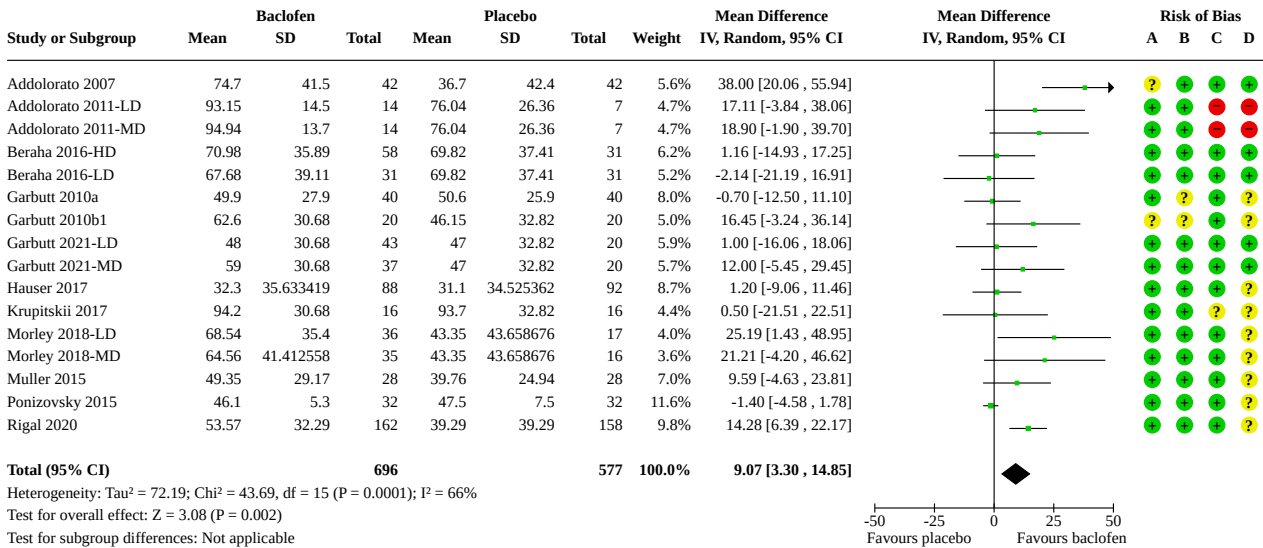 Baclofen Placebo Mean Difference Mean Difference Risk of Bias
Study or Subgroup Mean SD Total Mean SD Total Weight IV, Random, 95% CI IV, Random, 95% CI A B C D
Addolorato 2007 74.7 41.5 42 36.7 42.4 42 5.6% 38.00 [20.06 , 55.94] ? + + +
Addolorato 2011-LD 93.15 14.5 14 76.04 26.36 7 4.7% 17.11 [-3.84 , 38.06] + + − −
Addolorato 2011-MD 94.94 13.7 14 76.04 26.36 7 4.7% 18.90 [-1.90 , 39.70] + + − −
Beraha 2016-HD 70.98 35.89 58 69.82 37.41 31 6.2% 1.16 [-14.93 , 17.25] + + + +
Beraha 2016-LD 67.68 39.11 31 69.82 37.41 31 5.2% -2.14 [-21.19 , 16.91] + + + +
Garbutt 2010a 49.9 27.9 40 50.6 25.9 40 8.0% -0.70 [-12.50 , 11.10] + ? + ?
Garbutt 2010b1 62.6 30.68 20 46.15 32.82 20 5.0% 16.45 [-3.24 , 36.14] ? ? + ?
Garbutt 2021-LD 48 30.68 43 47 32.82 20 5.9% 1.00 [-16.06 , 18.06] + + + +
Garbutt 2021-MD 59 30.68 37 47 32.82 20 5.7% 12.00 [-5.45 , 29.45] + + + +
Hauser 2017 32.3 35.633419 88 31.1 34.525362 92 8.7% 1.20 [-9.06 , 11.46] + + + ?
Krupitskii 2017 94.2 30.68 16 93.7 32.82 16 4.4% 0.50 [-21.51 , 22.51] + + ? ?
Morley 2018-LD 68.54 35.4 36 43.35 43.658676 17 4.0% 25.19 [1.43 , 48.95] + + + ?
Morley 2018-MD 64.56 41.412558 35 43.35 43.658676 16 3.6% 21.21 [-4.20 , 46.62] + + + ?
Muller 2015 49.35 29.17 28 39.76 24.94 28 7.0% 9.59 [-4.63 , 23.81] + + + ?
Ponizovsky 2015 46.1 5.3 32 47.5 7.5 32 11.6% -1.40 [-4.58 , 1.78] + + + ?
Rigal 2020 53.57 32.29 162 39.29 39.29 158 9.8% 14.28 [6.39 , 22.17] + + + ?
Total (95% CI) 696 577 100.0% 9.07 [3.30 , 14.85]
Heterogeneity: Tau² = 72.19; Chi² = 43.69, df = 15 (P = 0.0001); I² = 66%
Test for overall effect: Z = 3.08 (P = 0.002)
Test for subgroup differences: Not applicable
-50 -25 0 25 50
Favours placebo Favours baclofen